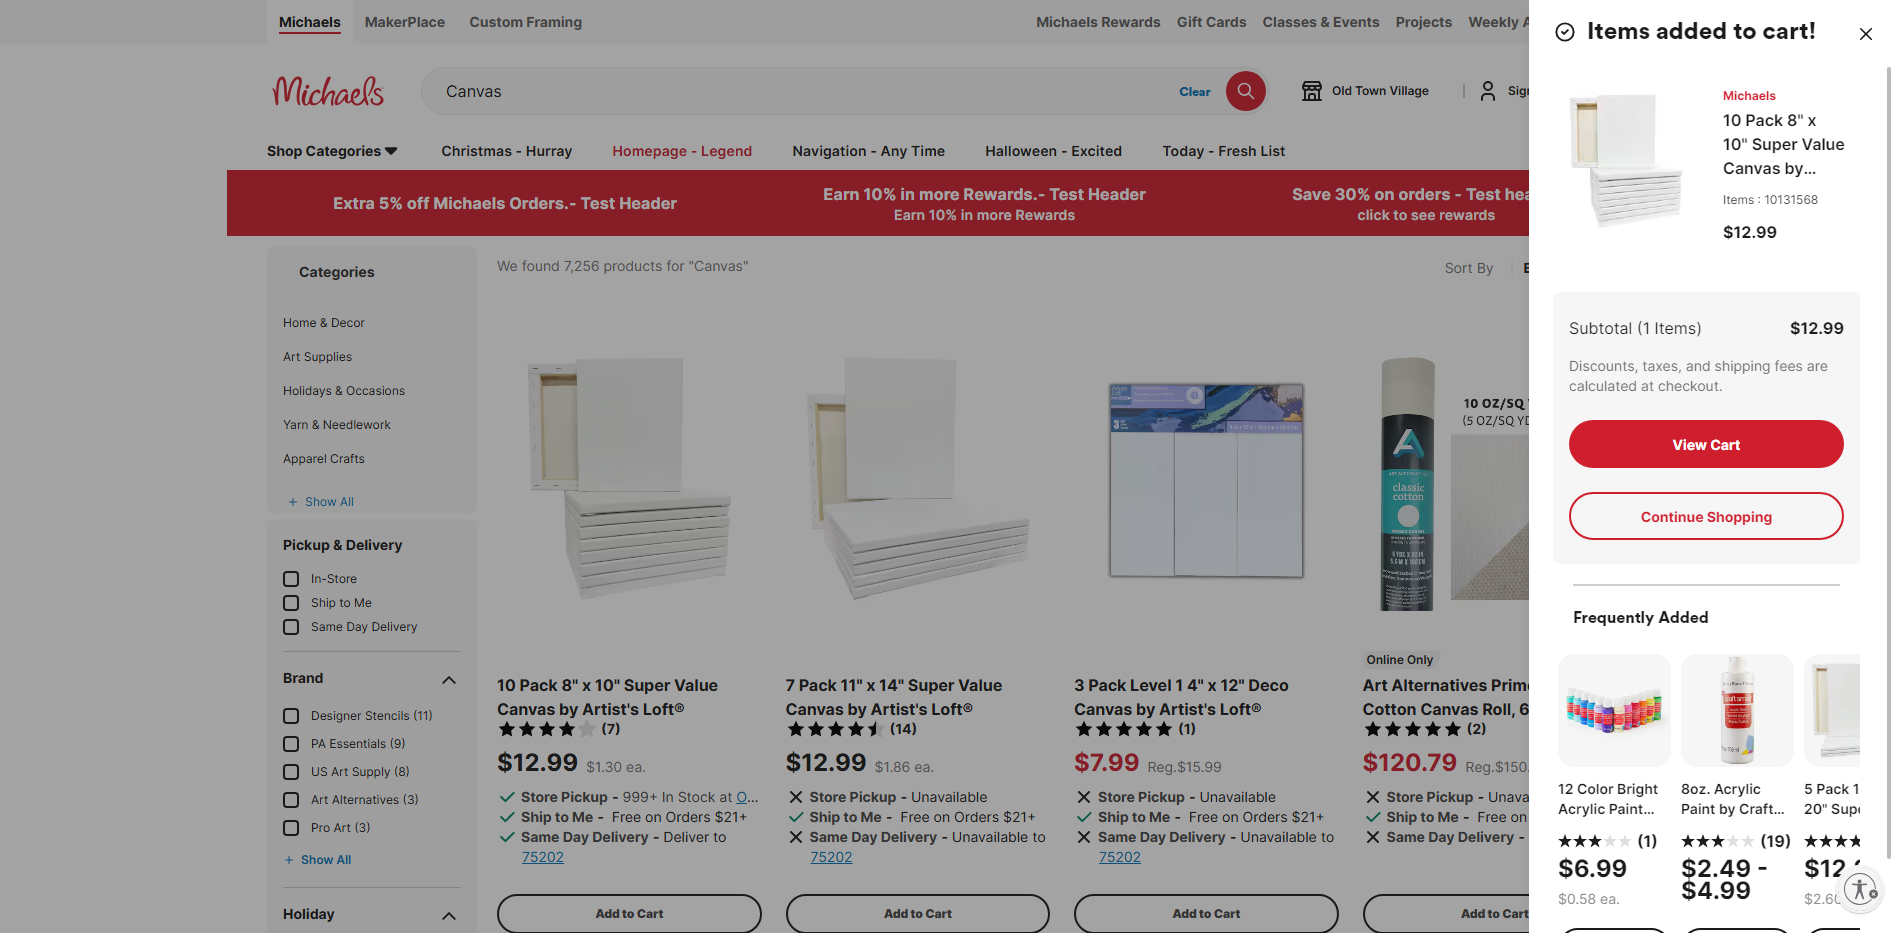 Michaels
MakerPlace
Custom Framing
Michaels Rewards
Gift Cards
Classes & Events
Projects
Weekly A
Michaels
Canvas
Clear
Old Town Village
Sign
Shop Categories
Christmas - Hurray
Homepage - Legend
Navigation - Any Time
Halloween - Excited
Today - Fresh List
Extra 5% off Michaels Orders.- Test Header
Earn 10% in more Rewards.- Test Header
Earn 10% in more Rewards
Save 30% on orders - Test hea
click to see rewards
Categories
Home & Decor
Art Supplies
Holidays & Occasions
Yarn & Needlework
Apparel Crafts
+ Show All
Pickup & Delivery
In-Store
Ship to Me
Same Day Delivery
Brand
Designer Stencils (11)
PA Essentials (9)
US Art Supply (8)
Art Alternatives (3)
Pro Art (3)
+ Show All
Holiday
We found 7,256 products for "Canvas"
Sort By
10 Pack 8" x 10" Super Value
Canvas by Artist's Loft®
(7)
$12.99 $1.30 ea.
Store Pickup - 999+ In Stock at O...
Ship to Me - Free on Orders $21+
Same Day Delivery - Deliver to
75202
Add to Cart
7 Pack 11" x 14" Super Value
Canvas by Artist's Loft®
(14)
$12.99 $1.86 ea.
Store Pickup - Unavailable
Ship to Me - Free on Orders $21+
Same Day Delivery - Unavailable to
75202
Add to Cart
3
3 Pack Level 1 4" x 12" Deco
Canvas by Artist's Loft®
(1)
$7.99 Reg.$15.99
Store Pickup - Unavailable
Ship to Me - Free on Orders $21+
Same Day Delivery - Unavailable to
75202
Add to Cart
10 OZ/SQ
(5 OZ/SQ YD
classic
cotton
Online Only
Art Alternatives Prime
Cotton Canvas Roll, 6
(2)
$120.79 Reg.$150.
Store Pickup - Unava
Ship to Me - Free on
Same Day Delivery -
Add to Cart
Items added to cart!
Michaels
10 Pack 8" x
10" Super Value
Canvas by...
Items : 10131568
$12.99
Subtotal (1 Items)
$12.99
Discounts, taxes, and shipping fees are
calculated at checkout.
View Cart
Continue Shopping
Frequently Added
12 Color Bright
Acrylic Paint...
(1)
$6.99
$0.58 ea.
8oz. Acrylic
Paint by Craft...
(19)
$2.49 -
$4.99
5 Pack 1
20" Supe
$12.
$2.60